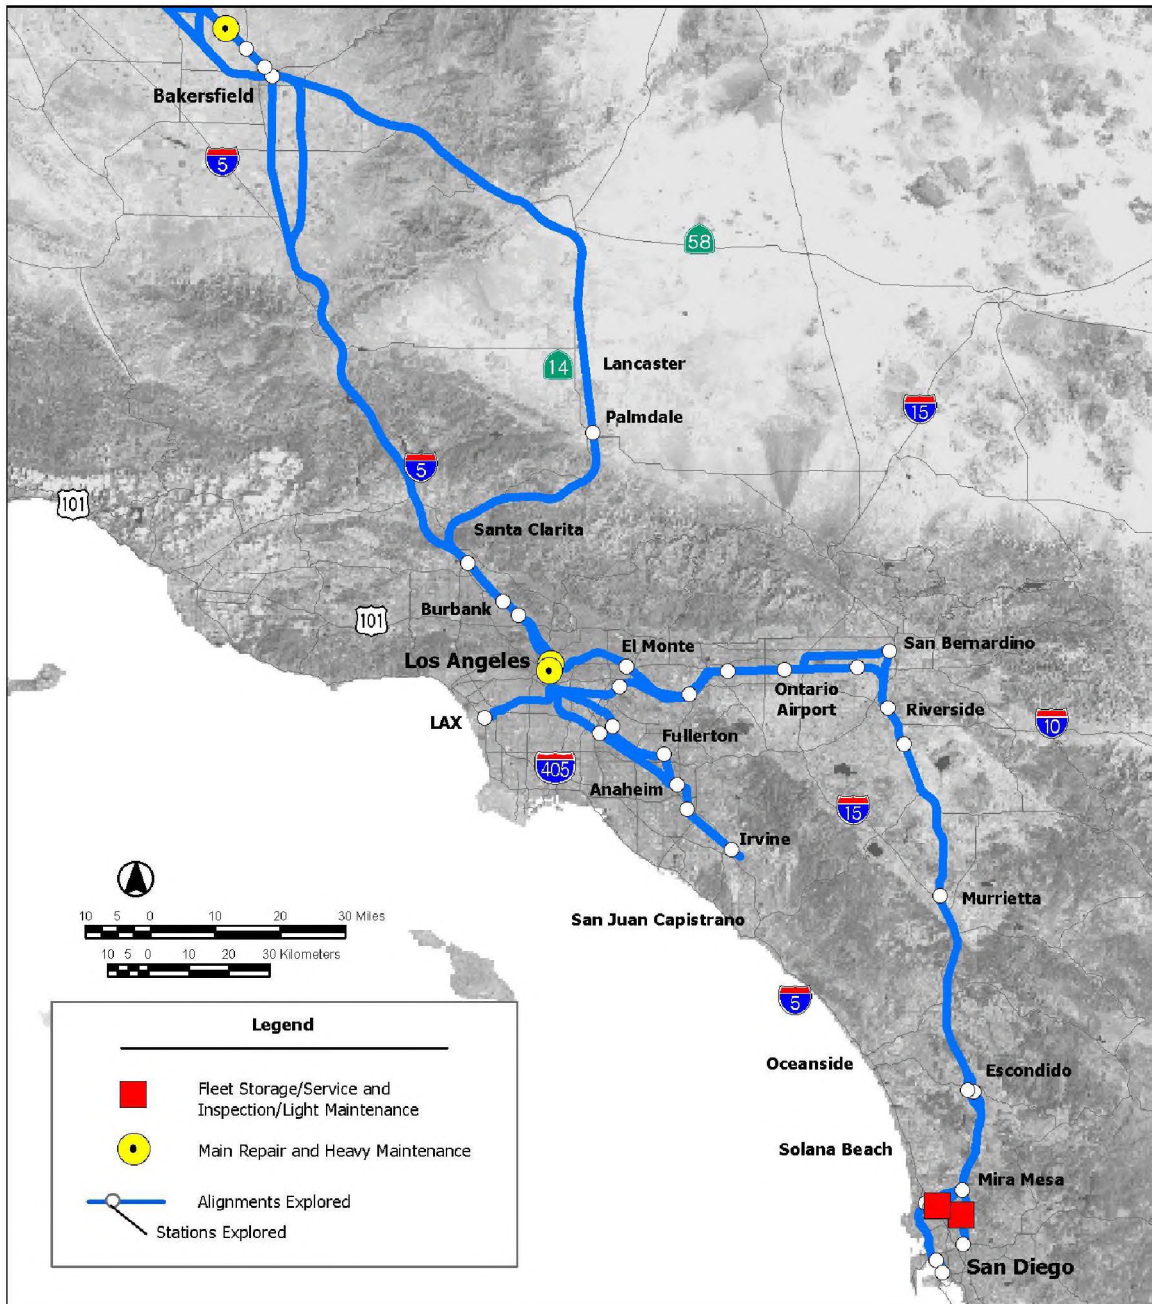 Bakersfield
5
58
14
Lancaster
15
Palmdale
5
101
Santa Clarita
Burbank
101
El Monte
San Bernardino
Los Angeles
Ontario
Airport
Riverside
LAX
10
Fullerton
405
Anaheim
15
Irvine
Murrietta
San Juan Capistrano
10 5 0 10 20 30 Miles
10 5 0 10 20 30 Kilometers
5
Oceanside
Escondido
Solana Beach
Mira Mesa
San Diego
Legend
Fleet Storage/Service and
Inspection/Light Maintenance
Main Repair and Heavy Maintenance
Alignments Explored
Stations Explored